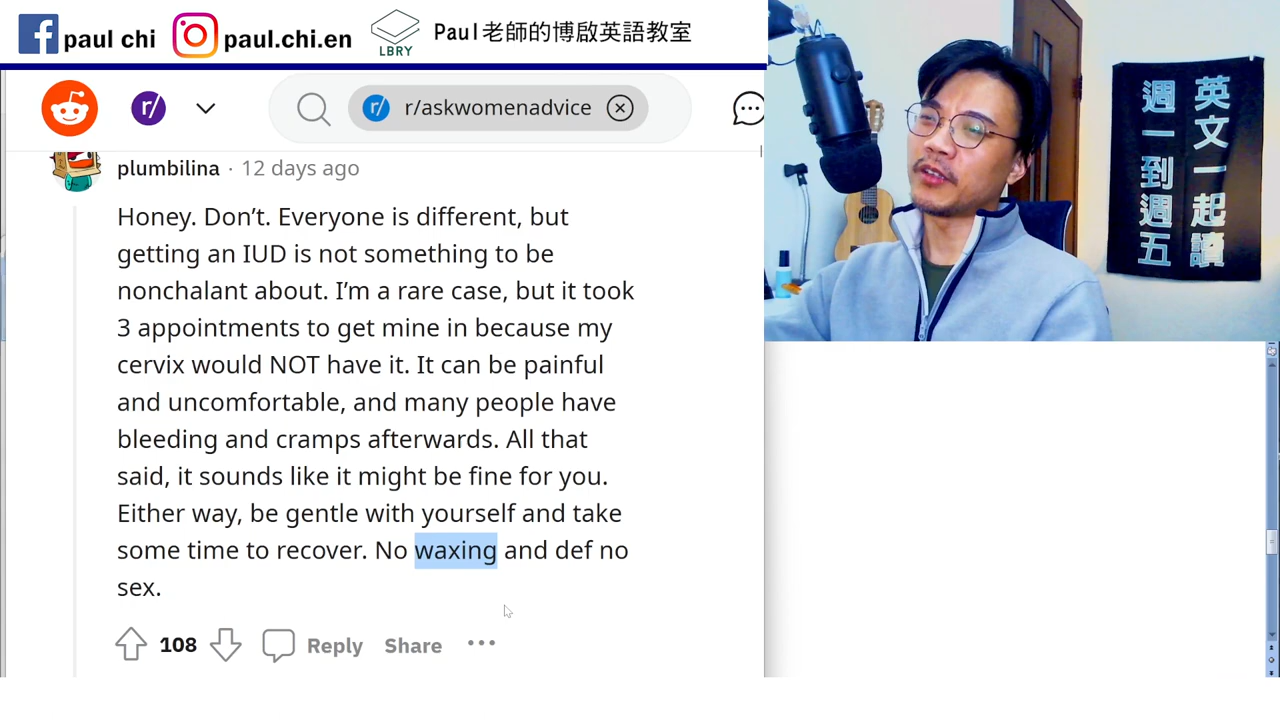 paul chi
paul.chi.en
LBRY
Paul老師的博啟英語教室
r/
r/
r/askwomenadvice
plumbilina · 12 days ago
Honey. Don’t. Everyone is different, but
getting an IUD is not something to be
nonchalant about. I’m a rare case, but it took
3 appointments to get mine in because my
cervix would NOT have it. It can be painful
and uncomfortable, and many people have
bleeding and cramps afterwards. All that
said, it sounds like it might be fine for you.
Either way, be gentle with yourself and take
some time to recover. No waxing and def no
sex.
108
Reply
Share
英文一起讀
週一到週五